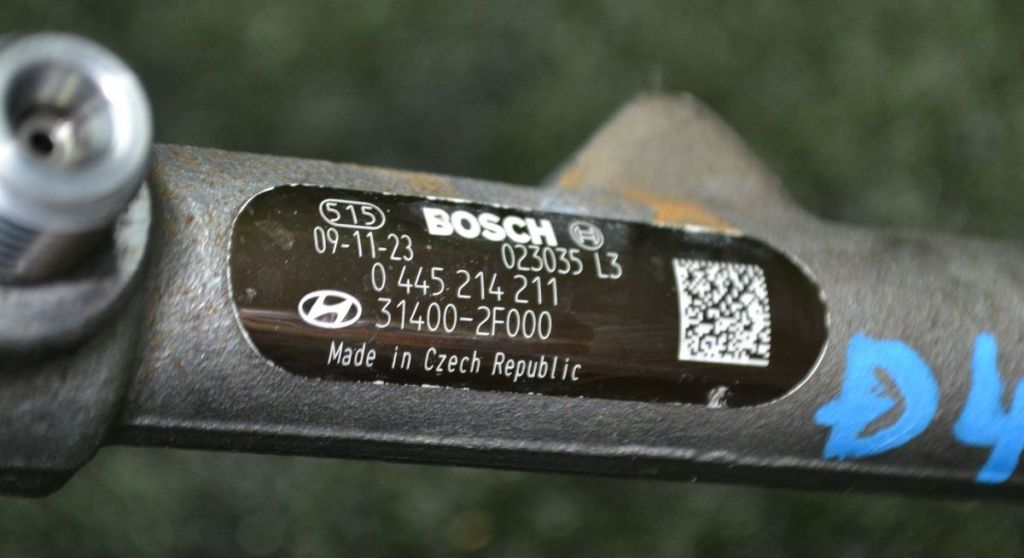 515 BOSCH
09-11-23 023035 L3
0 445 214 211
31400-2F000
Made in Czech Republic
D4